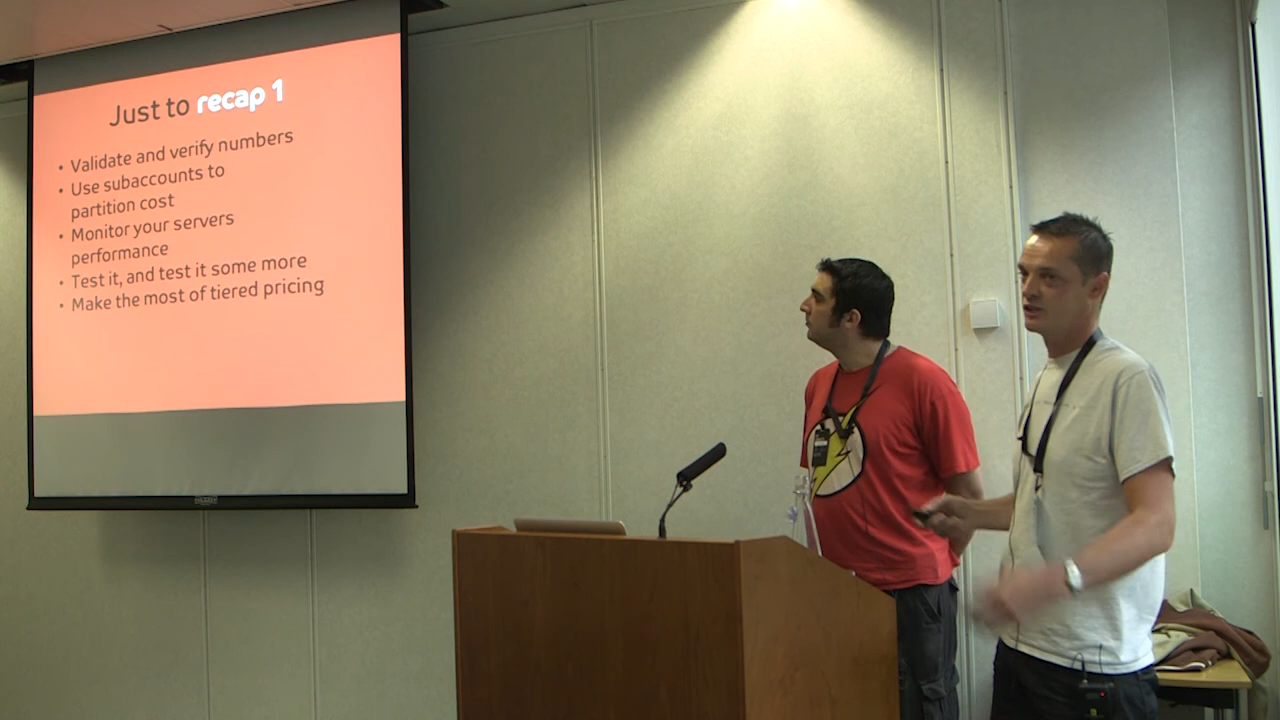 Just to recap 1
• Validate and verify numbers
• Use subaccounts to
partition cost
• Monitor your servers
performance
• Test it, and test it some more
• Make the most of tiered pricing